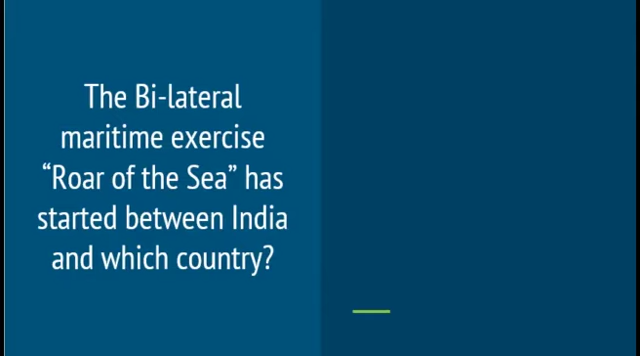 The Bi-lateral
maritime exercise
“Roar of the Sea” has
started between India
and which country?